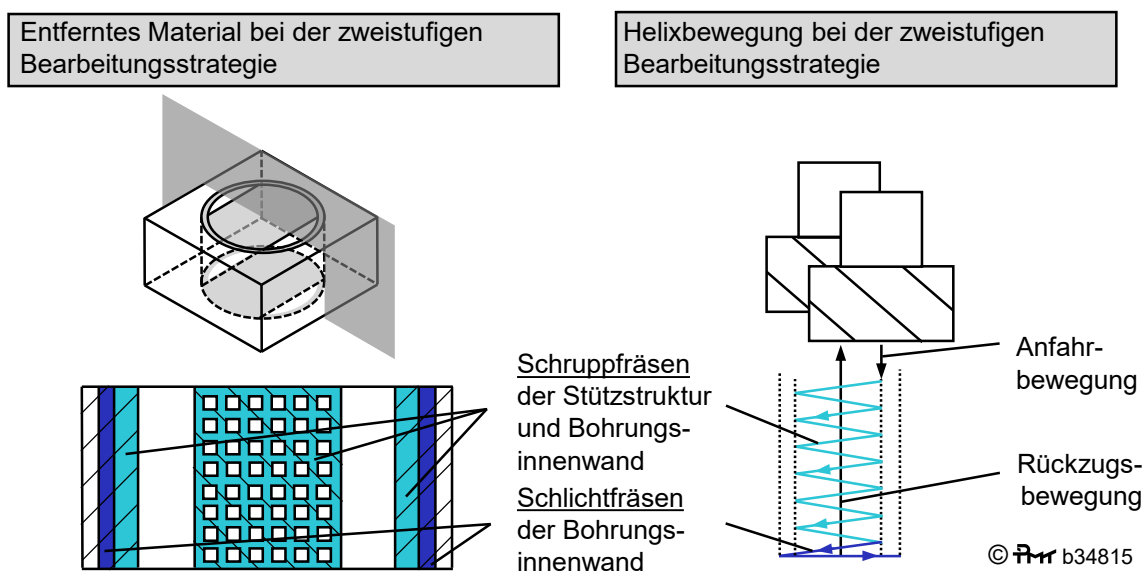 Entferntes Material bei der zweistufigen
Bearbeitungsstrategie
Helixbewegung bei der zweistufigen
Bearbeitungsstrategie
Schruppfräsen
der Stützstruktur
und Bohrungs-
innenwand
Schlichtfräsen
der Bohrungs-
innenwand
Anfahr-
bewegung
Rückzugs-
bewegung
© b34815